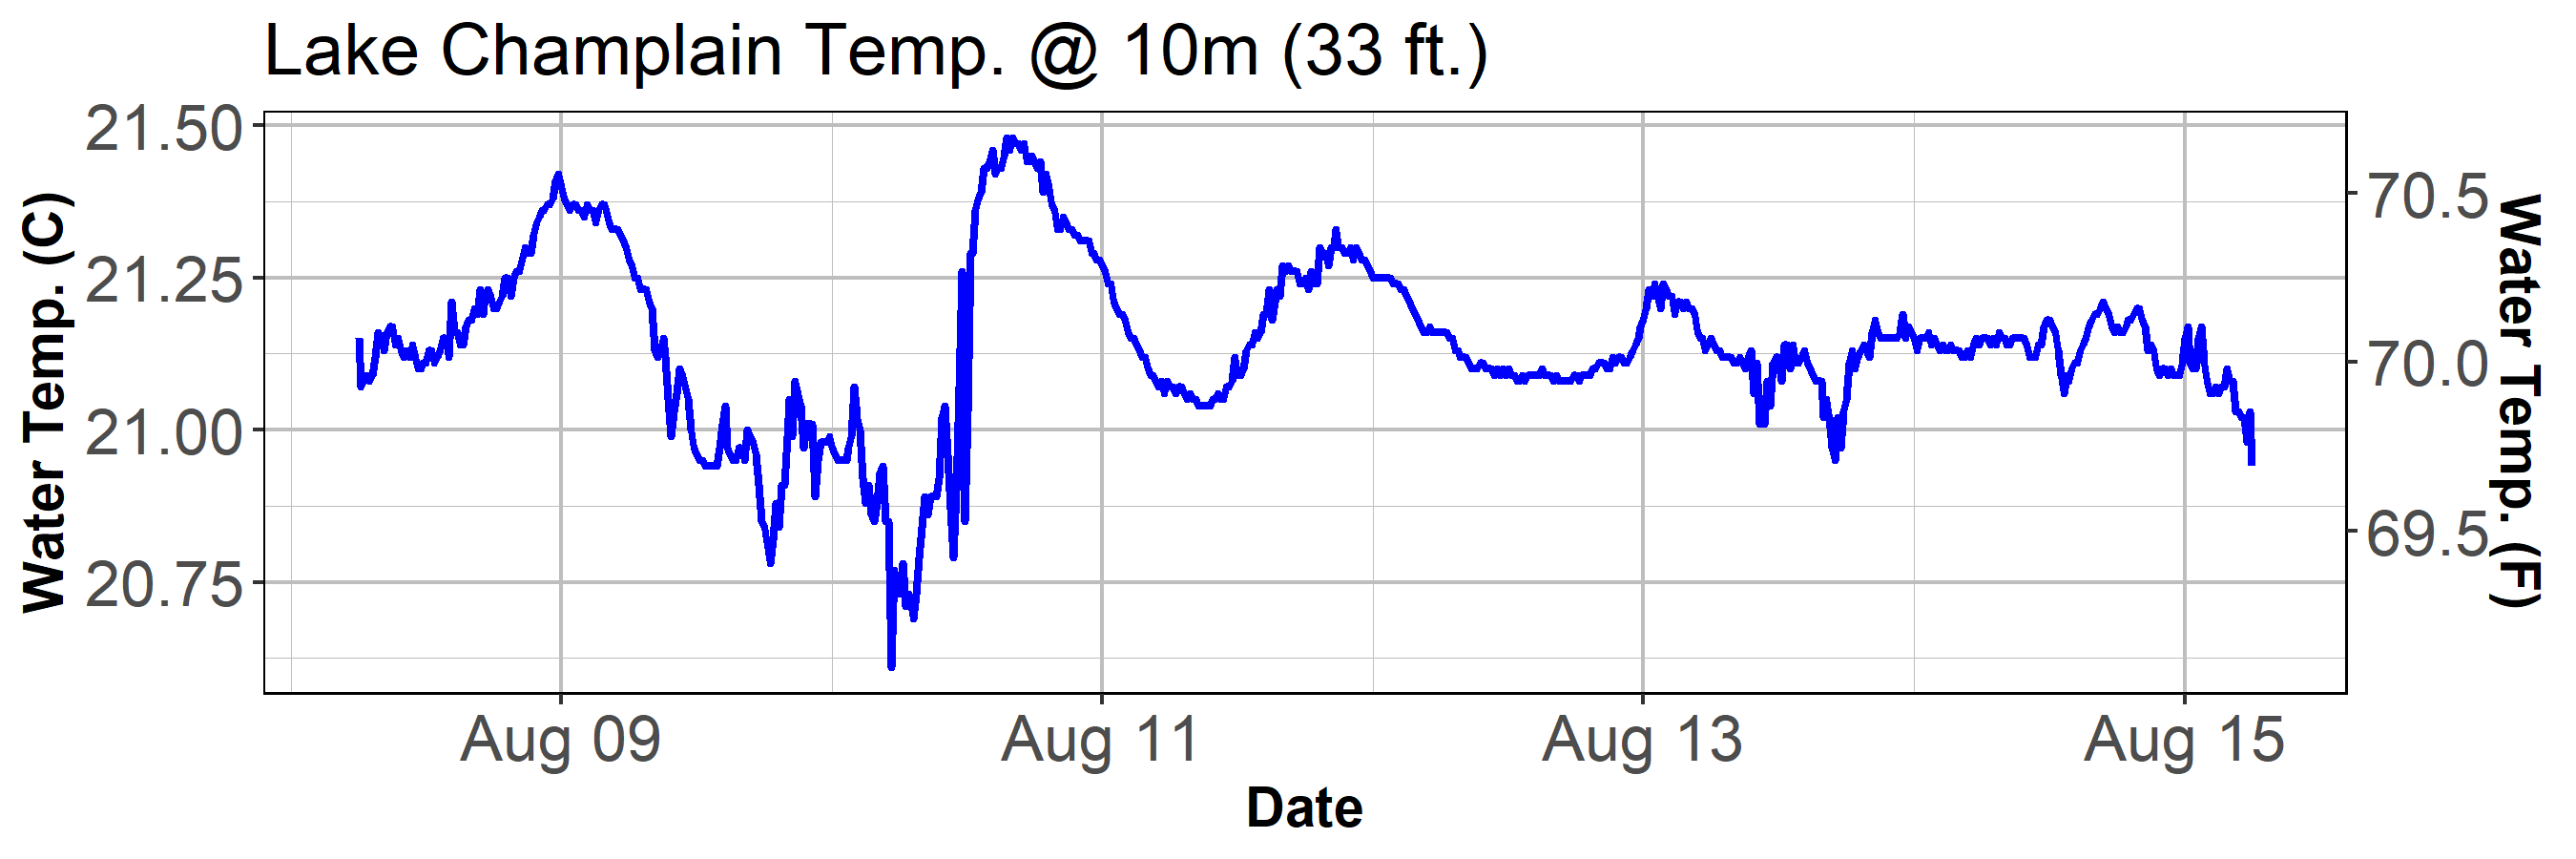 Lake Champlain Temp. @ 10m (33 ft.)
Water Temp. (C)
21.50
21.25
21.00
20.75
70.5
70.0
69.5
Water Temp. (F)
Aug 09
Aug 11
Aug 13
Aug 15
Date